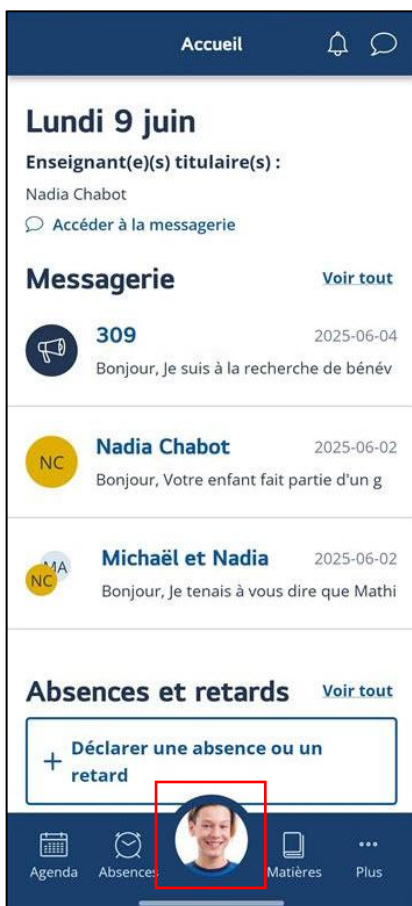 Accueil
Lundi 9 juin
Enseignant(e)(s) titulaire(s) :
Nadia Chabot
Accéder à la messagerie
Messagerie Voir tout
309 2025-06-04
Bonjour, Je suis à la recherche de bénév
NC
Nadia Chabot 2025-06-02
Bonjour, Votre enfant fait partie d'un g
MA
NC
Michaël et Nadia 2025-06-02
Bonjour, Je tenais à vous dire que Mathi
Absences et retards Voir tout
+ Déclarer une absence ou un
retard
Agenda Absences Matières Plus